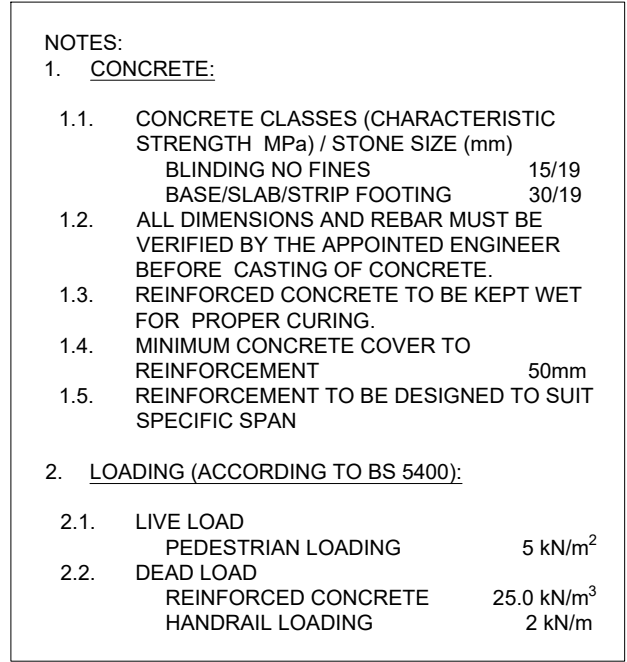 NOTES:
1. CONCRETE:
1.1. CONCRETE CLASSES (CHARACTERISTIC
STRENGTH MPa) / STONE SIZE (mm)
BLINDING NO FINES 15/19
BASE/SLAB/STRIP FOOTING 30/19
1.2. ALL DIMENSIONS AND REBAR MUST BE
VERIFIED BY THE APPOINTED ENGINEER
BEFORE CASTING OF CONCRETE.
1.3. REINFORCED CONCRETE TO BE KEPT WET
FOR PROPER CURING.
1.4. MINIMUM CONCRETE COVER TO
REINFORCEMENT 50mm
1.5. REINFORCEMENT TO BE DESIGNED TO SUIT
SPECIFIC SPAN
2. LOADING (ACCORDING TO BS 5400):
2.1. LIVE LOAD
PEDESTRIAN LOADING 5 kN/m²
2.2. DEAD LOAD
REINFORCED CONCRETE 25.0 kN/m³
HANDRAIL LOADING 2 kN/m